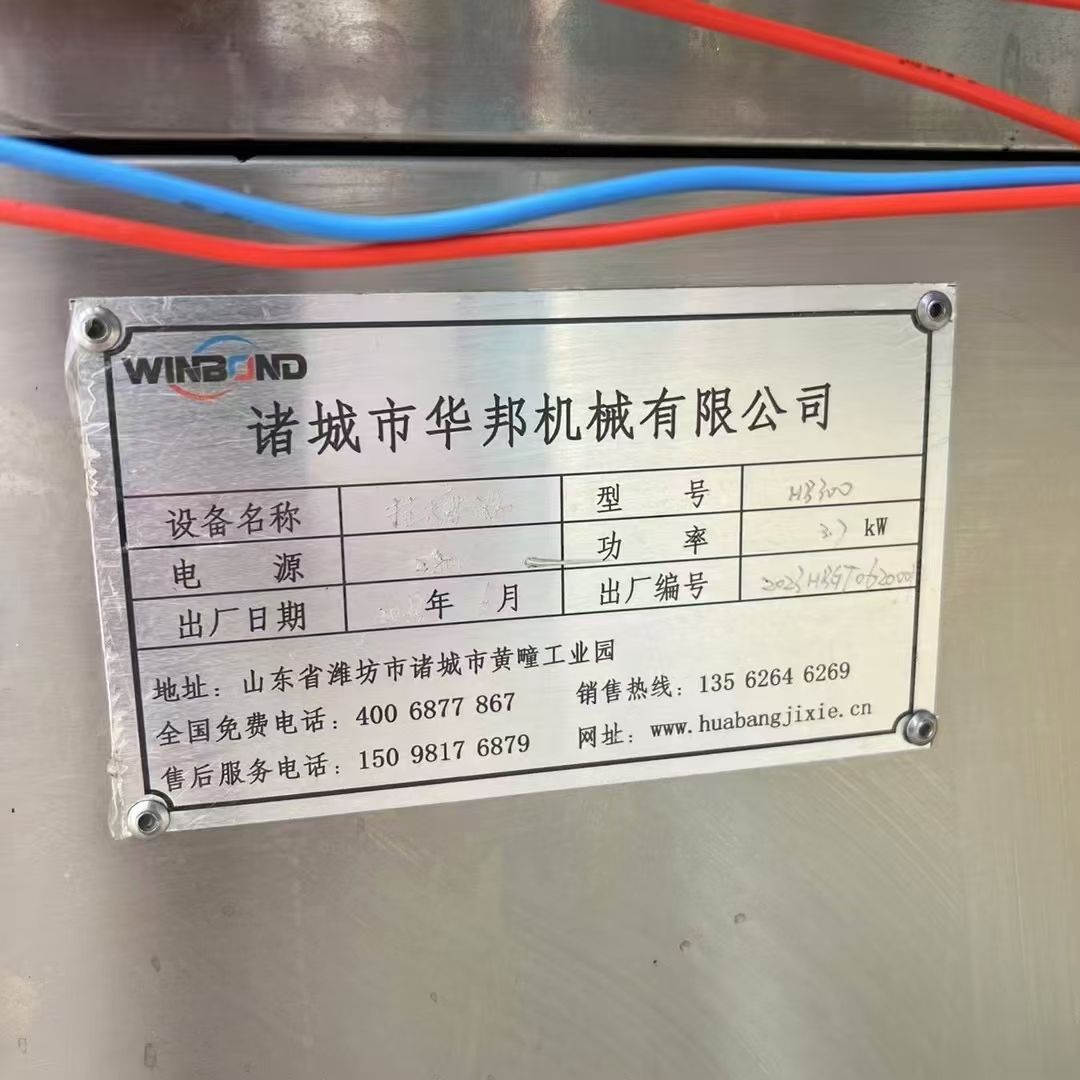 WINBOND
诸城市华邦机械有限公司
设备名称 型号 HB300
电源 功率 3.7 kW
出厂日期 年 月 出厂编号
地址：山东省潍坊市诸城市黄疃工业园
全国免费电话：400 6877 867 销售热线：135 6264 6269
售后服务电话：150 9817 6879 网址：www.huabangjixie.cn